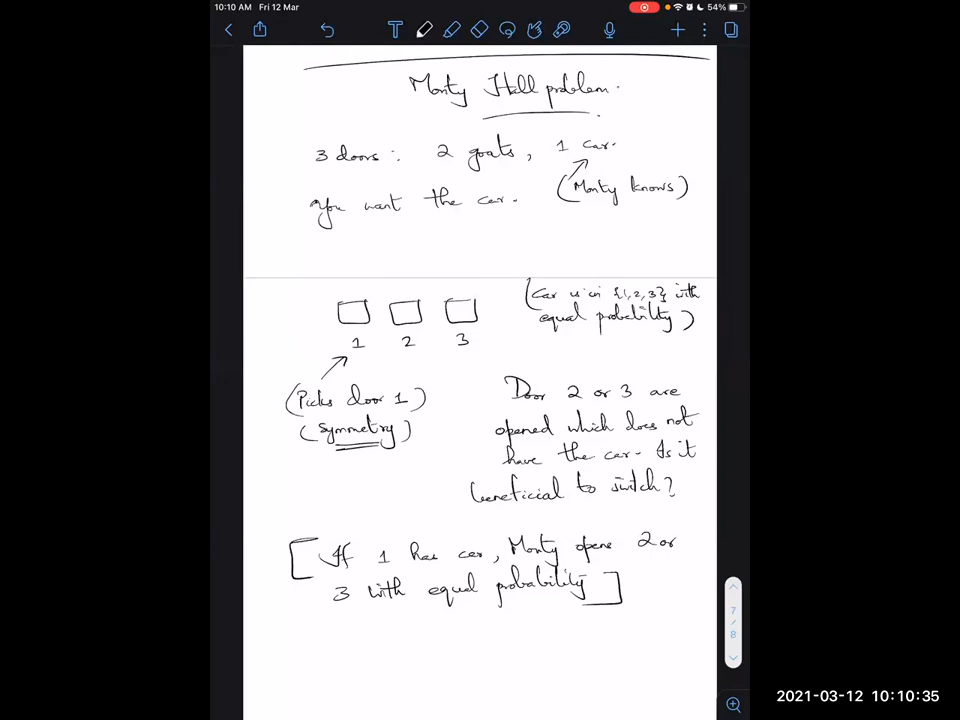 10:10 AM Fri 12 Mar
54%
T
Monty Hall problem.
3 doors: 2 goats, 1 car.
(Monty knows)
You want the car.
(Car is in {1,2,3} with
equal probability)
1 2 3
(Picks door 1)
(Symmetry)
Door 2 or 3 are
opened which does not
have the car. Is it
beneficial to switch?
[If 1 has car, Monty opens 2 or
3 with equal probability]
7
/
8
2021-03-12 10:10:35